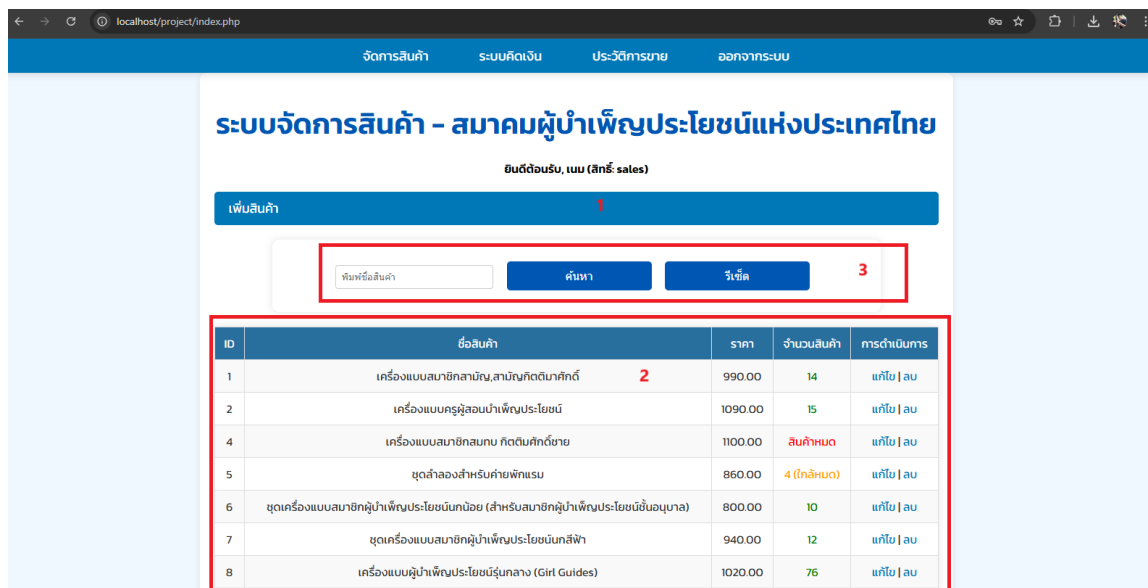 localhost/project/index.php
จัดการสินค้า ระบบคิดเงิน ประวัติการขาย ออกจากระบบ
ระบบจัดการสินค้า - สมาคมผู้บำเพ็ญประโยชน์แห่งประเทศไทย
ยินดีต้อนรับ, เนม (สิทธิ์: sales)
เพิ่มสินค้า 1
พิมพ์ชื่อสินค้า ค้นหา รีเซ็ต 3
ID ชื่อสินค้า ราคา จำนวนสินค้า การดำเนินการ
1 เครื่องแบบสมาชิกสามัญ,สามัญกิตติมาศักดิ์ 2 990.00 14 แก้ไข | ลบ
2 เครื่องแบบครูผู้สอนบำเพ็ญประโยชน์ 1090.00 15 แก้ไข | ลบ
4 เครื่องแบบสมาชิกสมทบ กิตติมศักดิ์ชาย 1100.00 สินค้าหมด แก้ไข | ลบ
5 ชุดลำลองสำหรับค่ายพักแรม 860.00 4 (ใกล้หมด) แก้ไข | ลบ
6 ชุดเครื่องแบบสมาชิกผู้บำเพ็ญประโยชน์นกน้อย (สำหรับสมาชิกผู้บำเพ็ญประโยชน์ชั้นอนุบาล) 800.00 10 แก้ไข | ลบ
7 ชุดเครื่องแบบสมาชิกผู้บำเพ็ญประโยชน์นกสีฟ้า 940.00 12 แก้ไข | ลบ
8 เครื่องแบบผู้บำเพ็ญประโยชน์รุ่นกลาง (Girl Guides) 1020.00 76 แก้ไข | ลบ